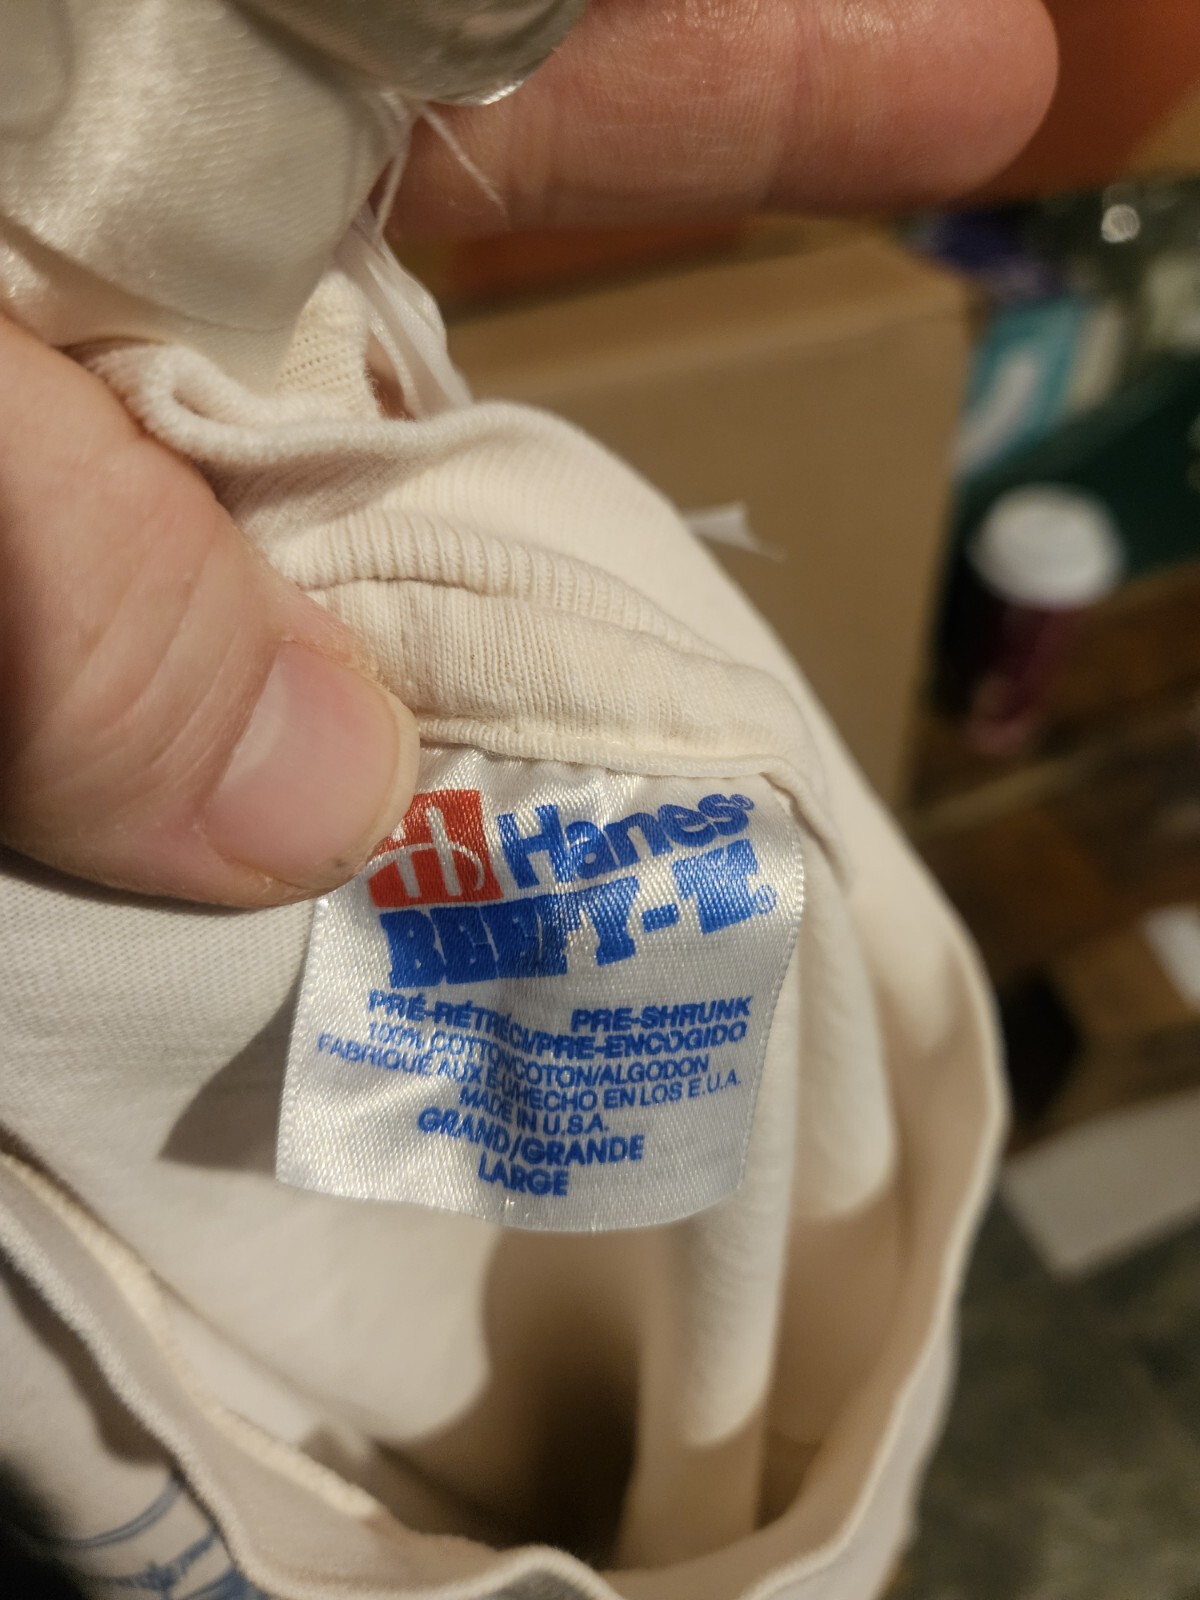 Hanes®
BEEFY-T®
PRE-SHRUNK
PRÉ-RÉTRÉCI/PRE-ENCOGIDO
100% COTTON/COTON/ALGODON
FABRIQUÉ AUX É-U/HECHO EN LOS E.U.A.
MADE IN U.S.A.
GRAND/GRANDE
LARGE